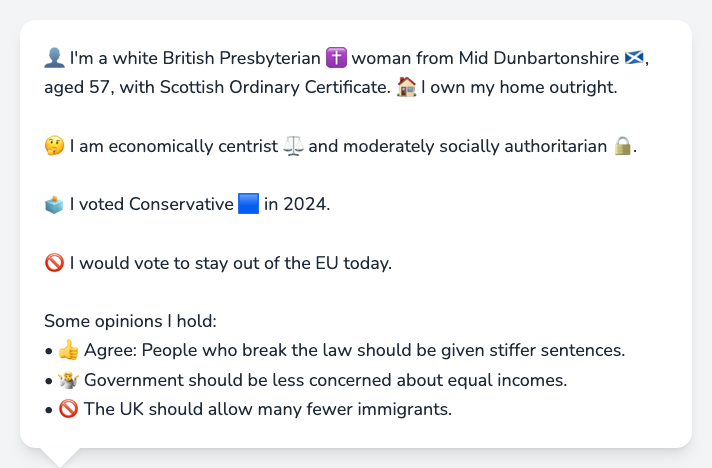 👤 I'm a white British Presbyterian ✝️ woman from Mid Dunbartonshire 🏴󠁧󠁢󠁳󠁣󠁴󠁿,
aged 57, with Scottish Ordinary Certificate. 🏠 I own my home outright.
🤔 I am economically centrist ⚖️ and moderately socially authoritarian 🔒.
🗳️ I voted Conservative 🟦 in 2024.
🚫 I would vote to stay out of the EU today.
Some opinions I hold:
• 👍 Agree: People who break the law should be given stiffer sentences.
• 🤷 Government should be less concerned about equal incomes.
• 🚫 The UK should allow many fewer immigrants.